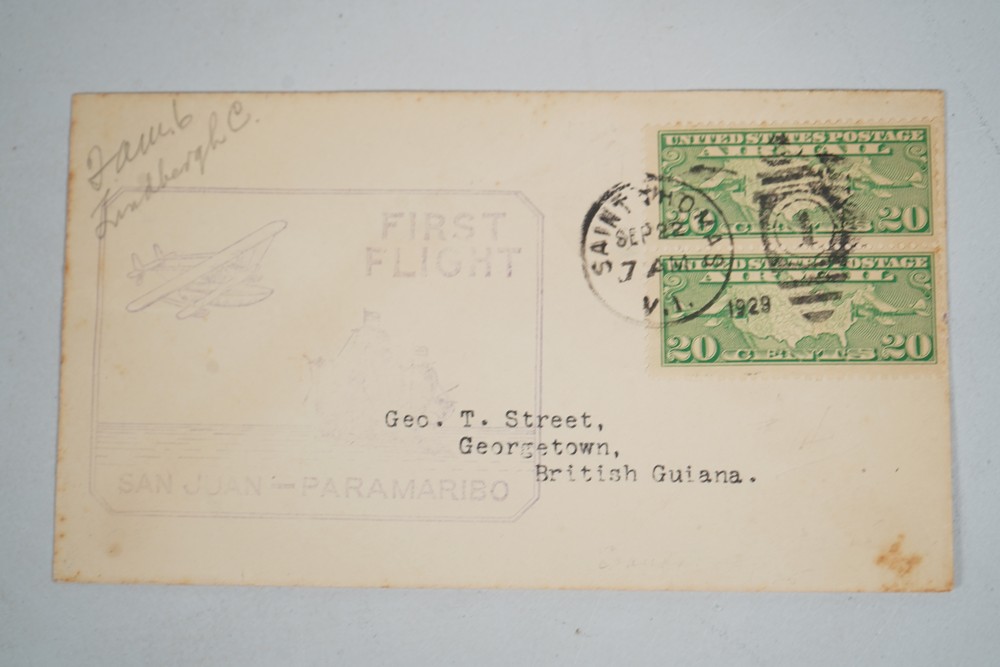 Lindbergh C.
FIRST
FLIGHT
SAN JUAN PARAMARIBO
UNITED STATES POSTAGE
AIR MAIL
20 20
UNITED STATES POSTAGE
AIR MAIL
20 CENTS 20
SAINT THOMAS
SEP 22
7 AM
V.I.
1929
Geo. T. Street,
Georgetown,
British Guiana.